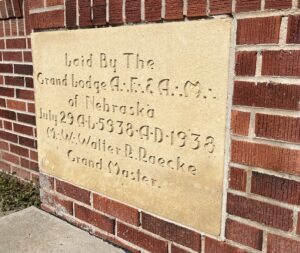 Laid By The
Grand Lodge A∴F.&A∴M∴
of Nebraska
July 29 A·L·5938·A·D·1938
M∴W∴Walter R. Raecke
Grand Master.